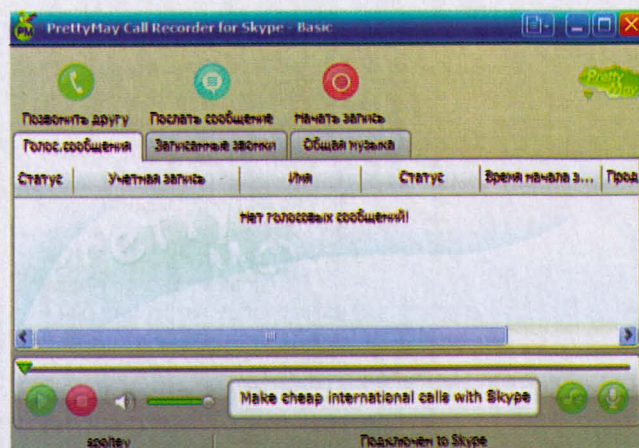 PrettyMay Call Recorder for Skype - Basic
Pretty May
Позвонить другу Послать сообщение Начать запись
Голос.сообщения Записанные звонки Общая музыка
Статус Учетная запись Имя Статус Время начала з... Прод
Нет голосовых сообщений!
Make cheap international calls with Skype
Подключен to Skype